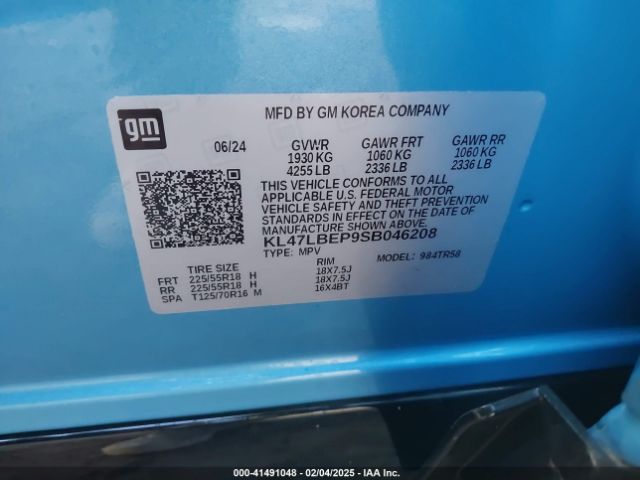 MFD BY GM KOREA COMPANY
gm
06/24 GVWR GAWR FRT GAWR RR
1930 KG 1060 KG 1060 KG
4255 LB 2336 LB 2336 LB
THIS VEHICLE CONFORMS TO ALL
APPLICABLE U.S. FEDERAL MOTOR
VEHICLE SAFETY AND THEFT PREVENTION
STANDARDS IN EFFECT ON THE DATE OF
MANUFACTURE SHOWN ABOVE.
KL47LBEP9SB046208
TYPE: MPV MODEL: 984TR58
TIRE SIZE RIM
FRT 225/55R18 H 18X7.5J
RR 225/55R18 H 18X7.5J
SPA T125/70R16 M 16X4BT
000-41491048 - 02/04/2025 - IAA Inc.